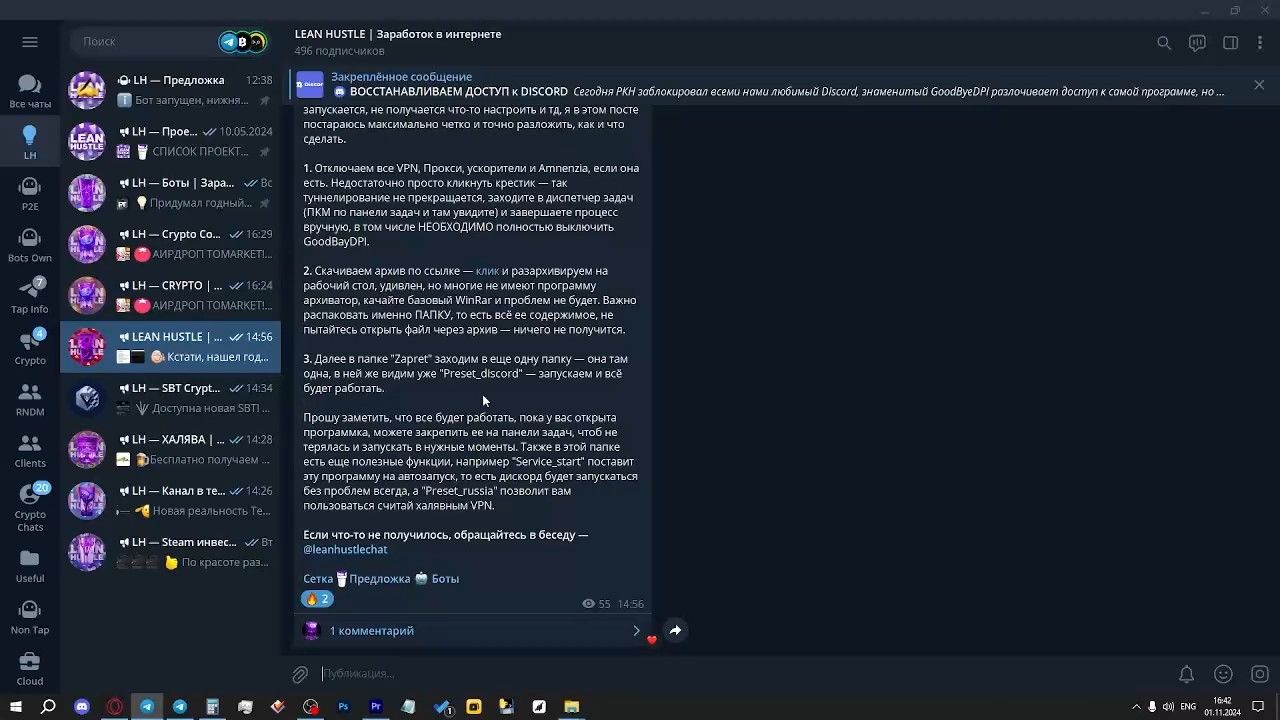 Поиск
LEAN HUSTLE | Заработок в интернете
496 подписчиков
Закреплённое сообщение
ВОССТАНАВЛИВАЕМ ДОСТУП к DISCORD Сегодня РКН заблокировал всеми нами любимый Discord, знаменитый GoodByeDPI разлочивает доступ к самой программе, но ...
Все чаты
LH
P2E
Bots Own
7
Tap Info
4
Crypto
RNDM
Clients
20
Crypto
Chats
Useful
Non Tap
Cloud
LH — Предложка 12:38
Бот запущен, нижня...
LH — Прое... 10.05.2024
СПИСОК ПРОЕКТ...
LH — Боты | Зара... Вс
Придумал годный...
LH — Crypto Co... 16:29
АИРДРОП TOMARKET!...
LH — CRYPTO | ... 16:24
АИРДРОП TOMARKET!...
LEAN HUSTLE | ... 14:56
Кстати, нашел год...
LH — SBT Crypt... 14:34
Доступна новая SBT! ...
LH — ХАЛЯВА | ... 14:28
Бесплатно получаем ...
LH — Канал в те... 14:26
Новая реальность Те...
LH — Steam инвес... Вт
По красоте раз...
запускается, не получается что-то настроить и тд, я в этом посте
постараюсь максимально четко и точно разложить, как и что
сделать.
1. Отключаем все VPN, Прокси, ускорители и Amnenzia, если она
есть. Недостаточно просто кликнуть крестик — так
туннелирование не прекращается, заходите в диспетчер задач
(ПКМ по панели задач и там увидите) и завершаете процесс
вручную, в том числе НЕОБХОДИМО полностью выключить
GoodBayDPI.
2. Скачиваем архив по ссылке — клик и разархивируем на
рабочий стол, удивлен, но многие не имеют программу
архиватор, качайте базовый WinRar и проблем не будет. Важно
распаковать именно ПАПКУ, то есть всё ее содержимое, не
пытайтесь открыть файл через архив — ничего не получится.
3. Далее в папке "Zapret" заходим в еще одну папку — она там
одна, в ней же видим уже "Preset_dIscord" — запускаем и всё
будет работать.
Прошу заметить, что все будет работать, пока у вас открыта
программка, можете закрепить ее на панели задач, чтоб не
терялась и запускать в нужные моменты. Также в этой папке
есть еще полезные функции, например "Service_start" поставит
эту программу на автозапуск, то есть дискорд будет запускаться
без проблем всегда, а "Preset_russia" позволит вам
пользоваться считай халявным VPN.
Если что-то не получилось, обращайтесь в беседу —
@leanhustlechat
Сетка Предложка Боты
2
55 14:56
1 комментарий
Публикация...
Ps
Pr
1
ENG
16:42
01.11.2024